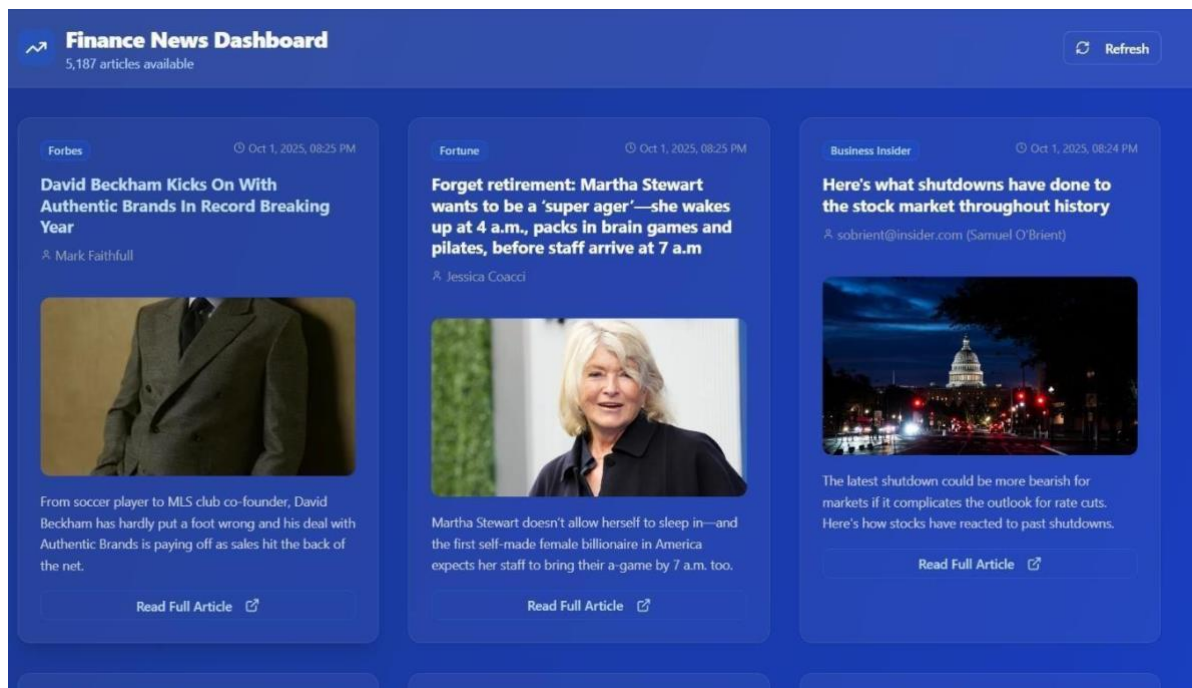 Finance News Dashboard
5,187 articles available
Refresh
Forbes
Oct 1, 2025, 08:25 PM
David Beckham Kicks On With
Authentic Brands In Record Breaking
Year
Mark Faithfull
From soccer player to MLS club co-founder, David
Beckham has hardly put a foot wrong and his deal with
Authentic Brands is paying off as sales hit the back of
the net.
Read Full Article
Fortune
Oct 1, 2025, 08:25 PM
Forget retirement: Martha Stewart
wants to be a ‘super ager’—she wakes
up at 4 a.m., packs in brain games and
pilates, before staff arrive at 7 a.m
Jessica Coacci
Martha Stewart doesn't allow herself to sleep in—and
the first self-made female billionaire in America
expects her staff to bring their a-game by 7 a.m. too.
Read Full Article
Business Insider
Oct 1, 2025, 08:24 PM
Here's what shutdowns have done to
the stock market throughout history
sobrient@insider.com (Samuel O'Brient)
The latest shutdown could be more bearish for
markets if it complicates the outlook for rate cuts.
Here's how stocks have reacted to past shutdowns.
Read Full Article